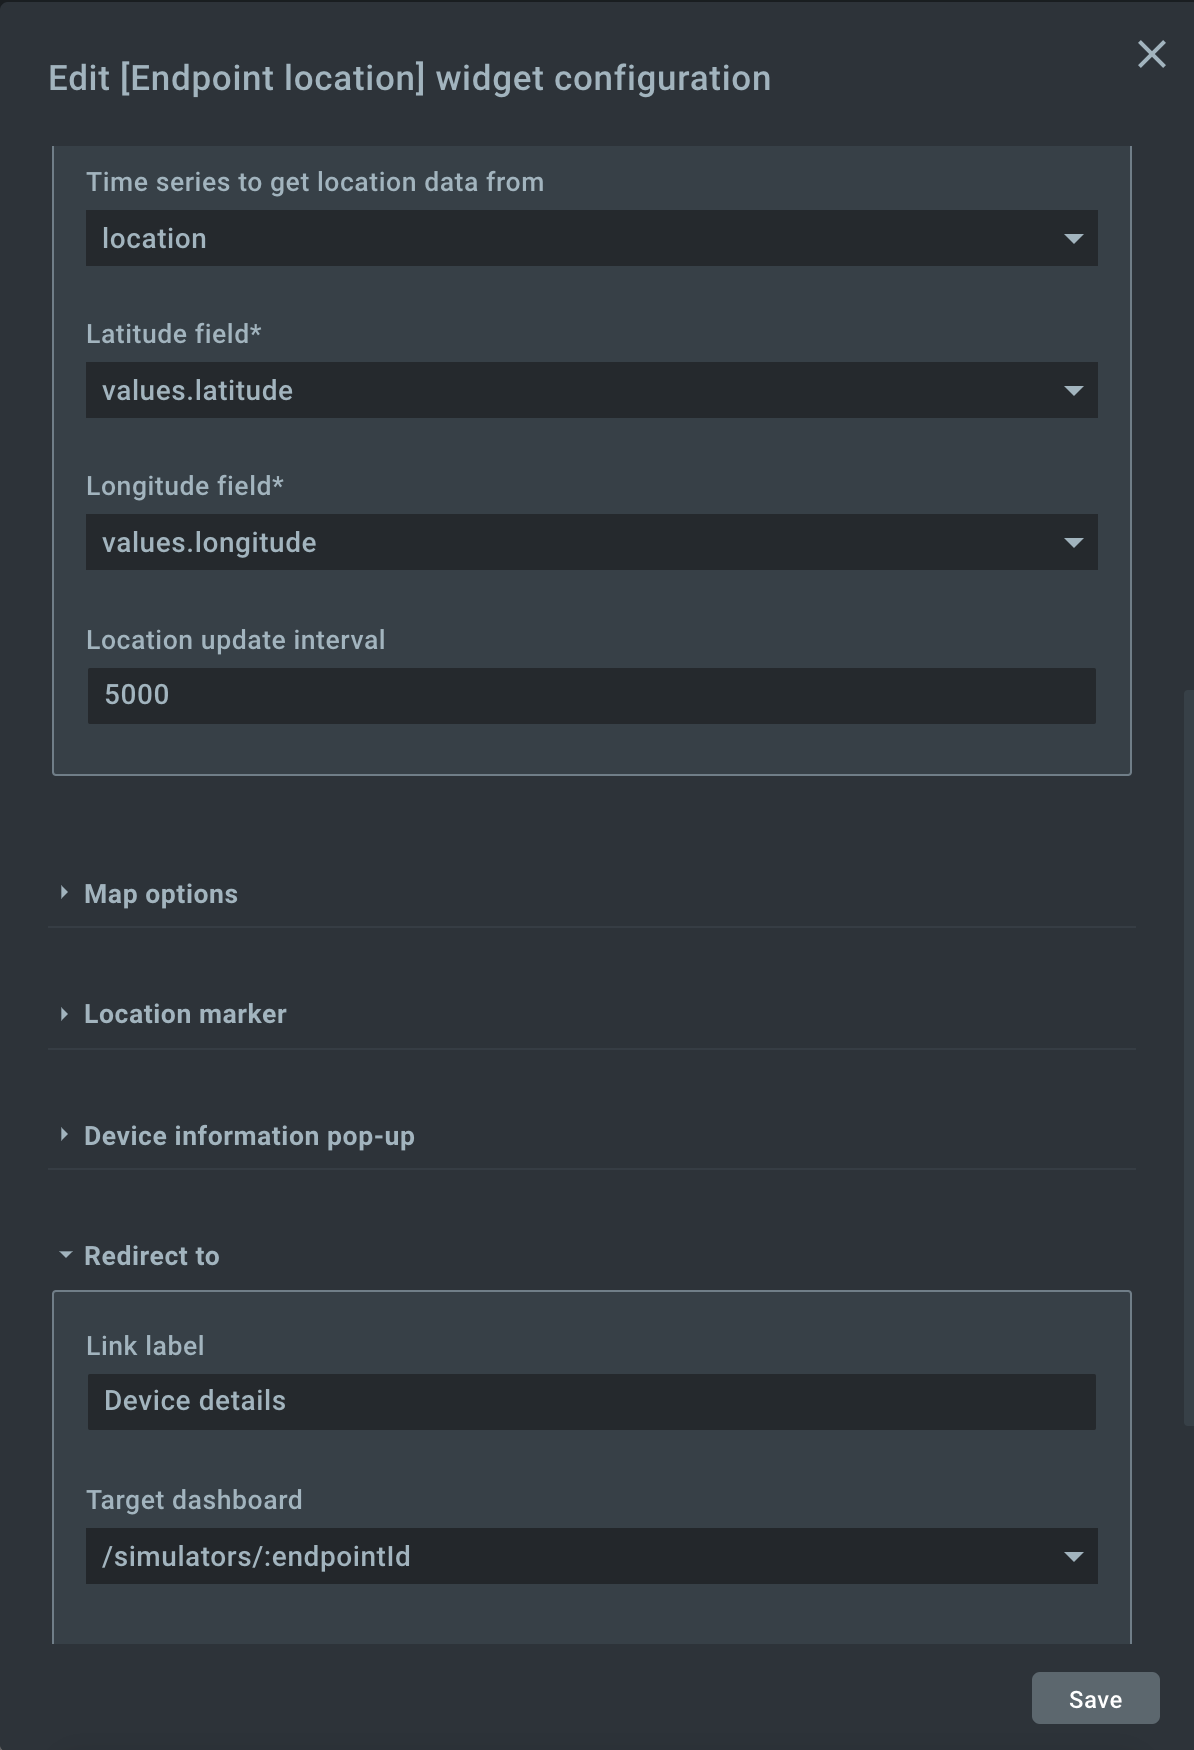 Edit [Endpoint location] widget configuration
Time series to get location data from
location
Latitude field*
values.latitude
Longitude field*
values.longitude
Location update interval
5000
Map options
Location marker
Device information pop-up
Redirect to
Link label
Device details
Target dashboard
/simulators/:endpointId
Save